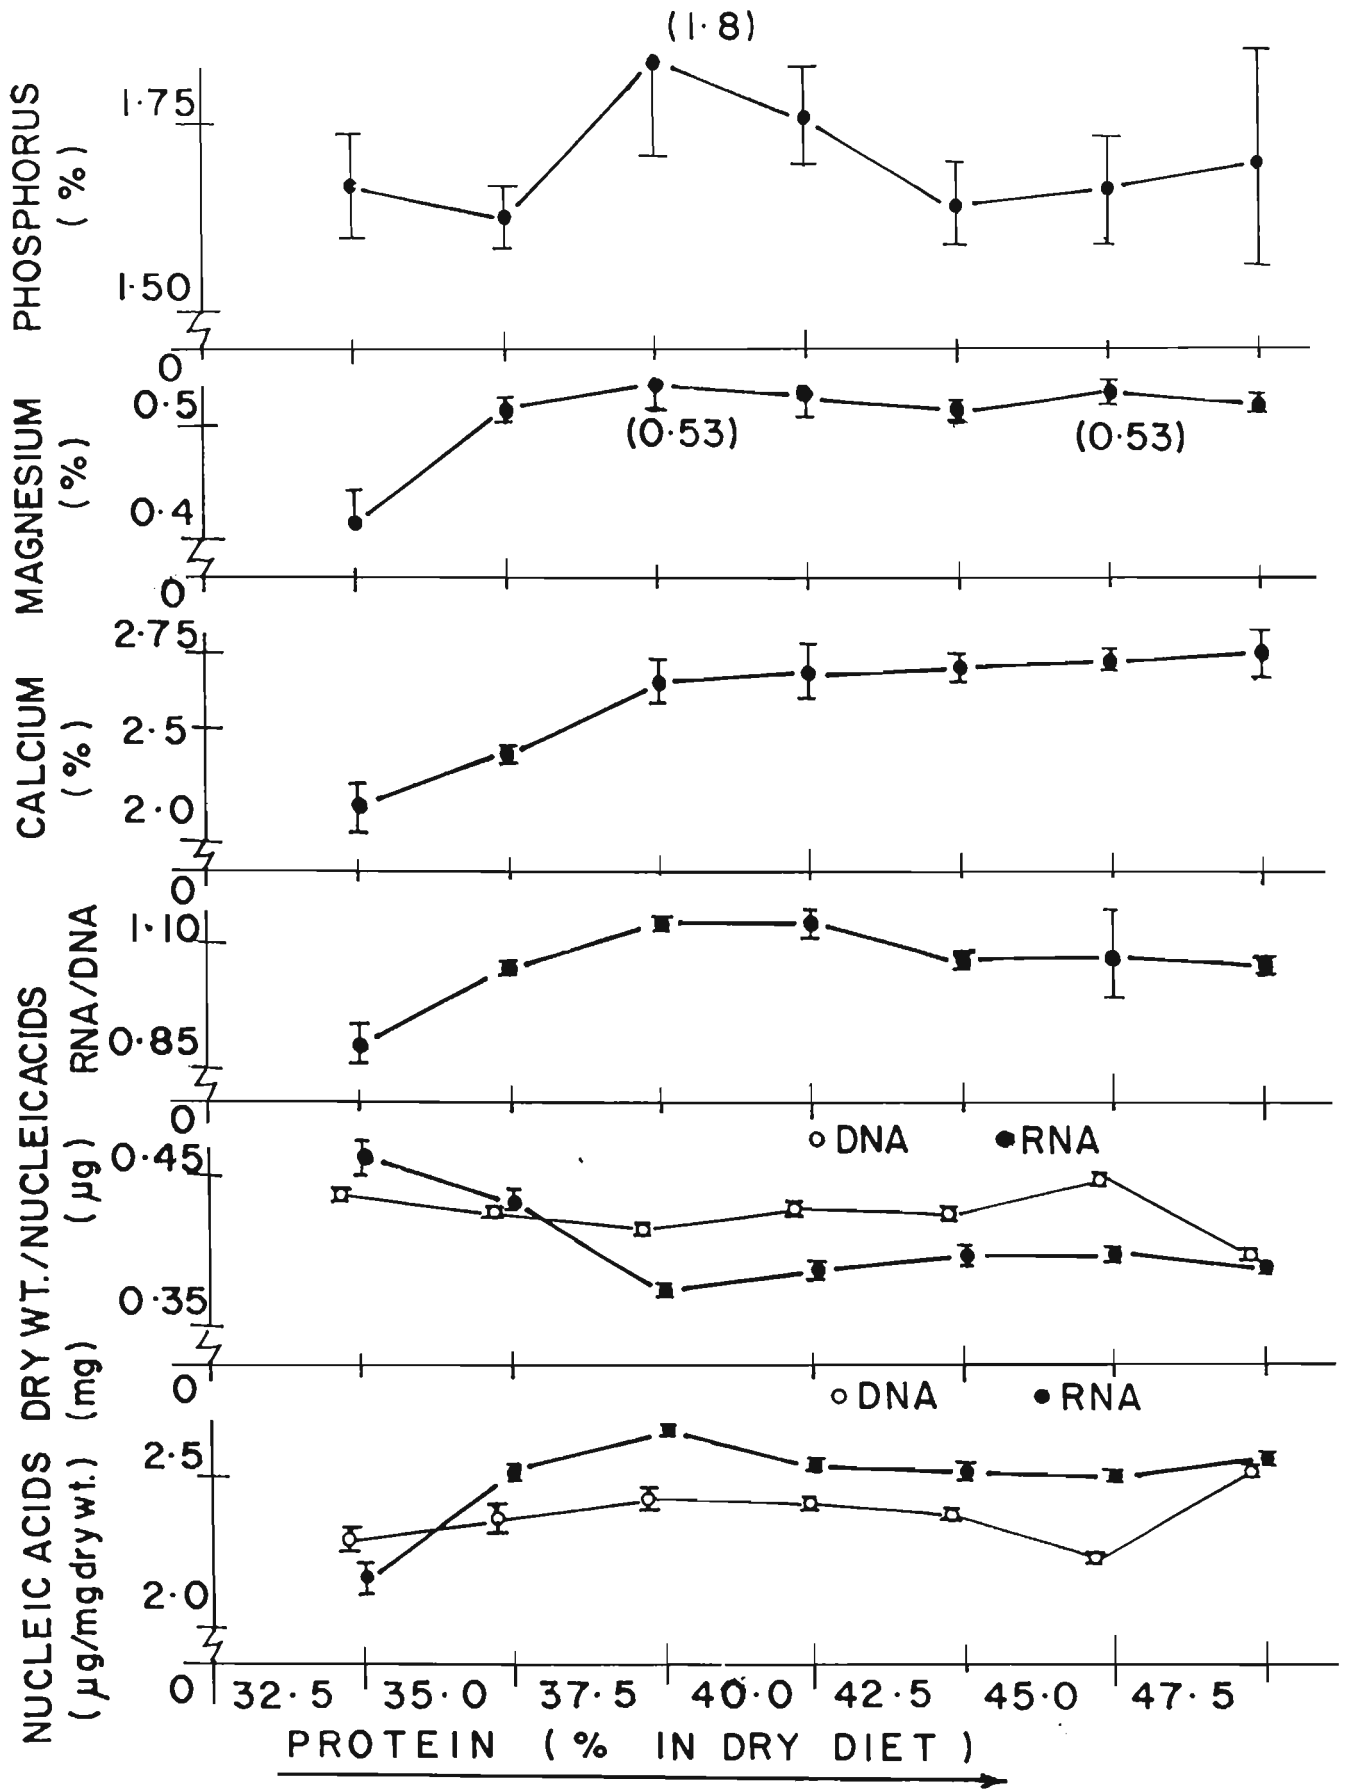 (1·8)
PHOSPHORUS
(%)
1·75
1·50
0
MAGNESIUM
(%)
0·5
0·4
0
(0·53)
(0·53)
CALCIUM
(%)
2·75
2·5
2·0
0
RNA/DNA
1·10
0·85
0
DRY WT./NUCLEIC ACIDS
(mg) (µg)
0·45
0·35
0
DNA RNA
NUCLEIC ACIDS
(µg/mg dry wt.)
2·5
2·0
0
DNA RNA
32·5 35·0 37·5 40·0 42·5 45·0 47·5
PROTEIN (% IN DRY DIET)